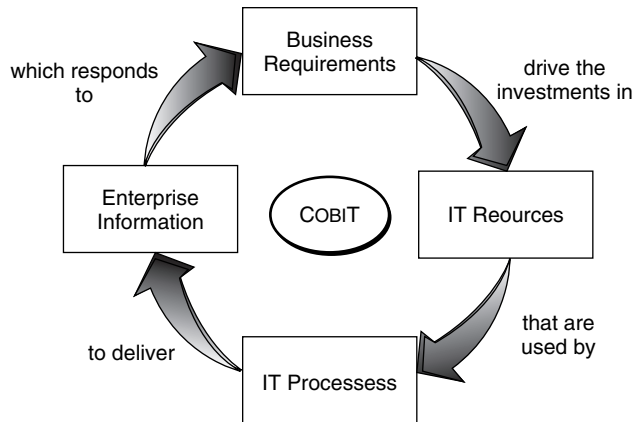 Business
Requirements
drive the
investments in
IT Reources
that are
used by
IT Processess
to deliver
Enterprise
Information
which responds
to
COBIT